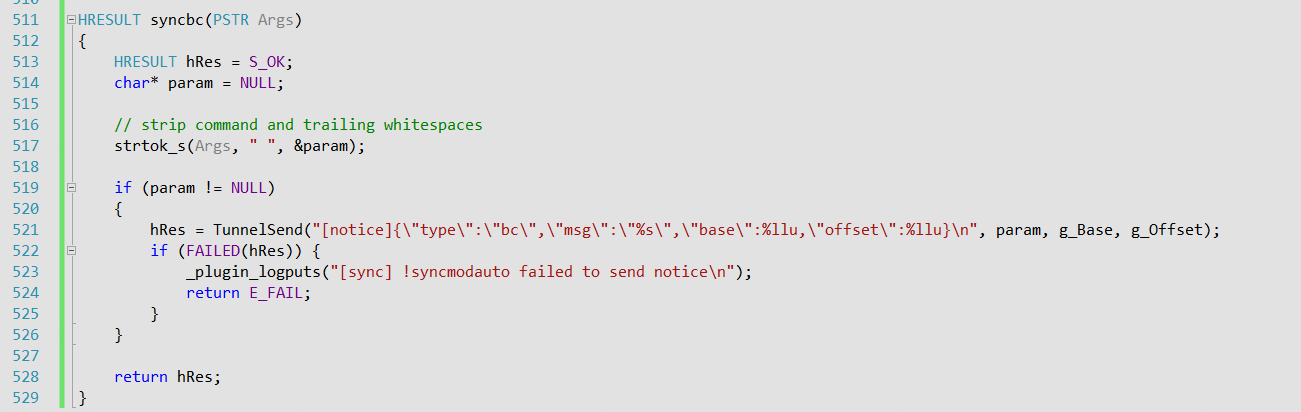 511 HRESULT syncbc(PSTR Args)
512 {
513     HRESULT hRes = S_OK;
514     char* param = NULL;
515
516     // strip command and trailing whitespaces
517     strtok_s(Args, " ", &param);
518
519     if (param != NULL)
520     {
521         hRes = TunnelSend("[notice]{\"type\":\"bc\",\"msg\":\"%s\",\"base\":%llu,\"offset\":%llu}\n", param, g_Base, g_Offset);
522         if (FAILED(hRes)) {
523             _plugin_logputs("[sync] !syncmodauto failed to send notice\n");
524             return E_FAIL;
525         }
526     }
527
528     return hRes;
529 }